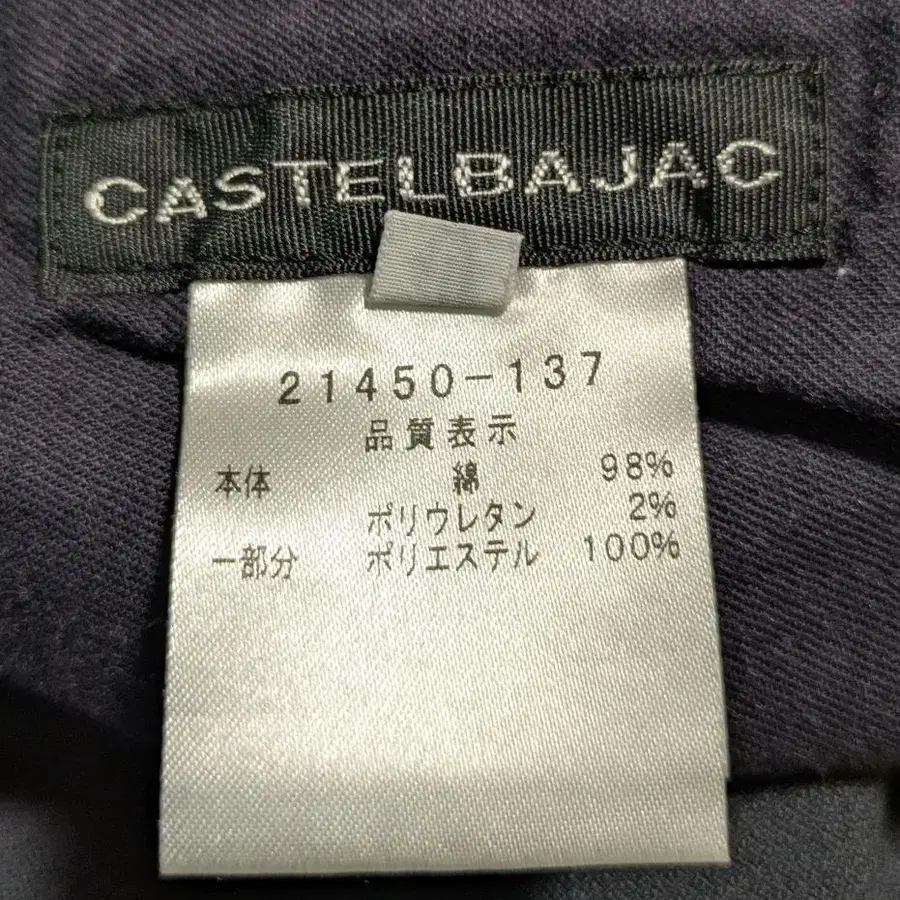 CASTELBAJAC
21450-137
品質表示
本体 綿 98%
ポリウレタン 2%
一部分 ポリエステル 100%